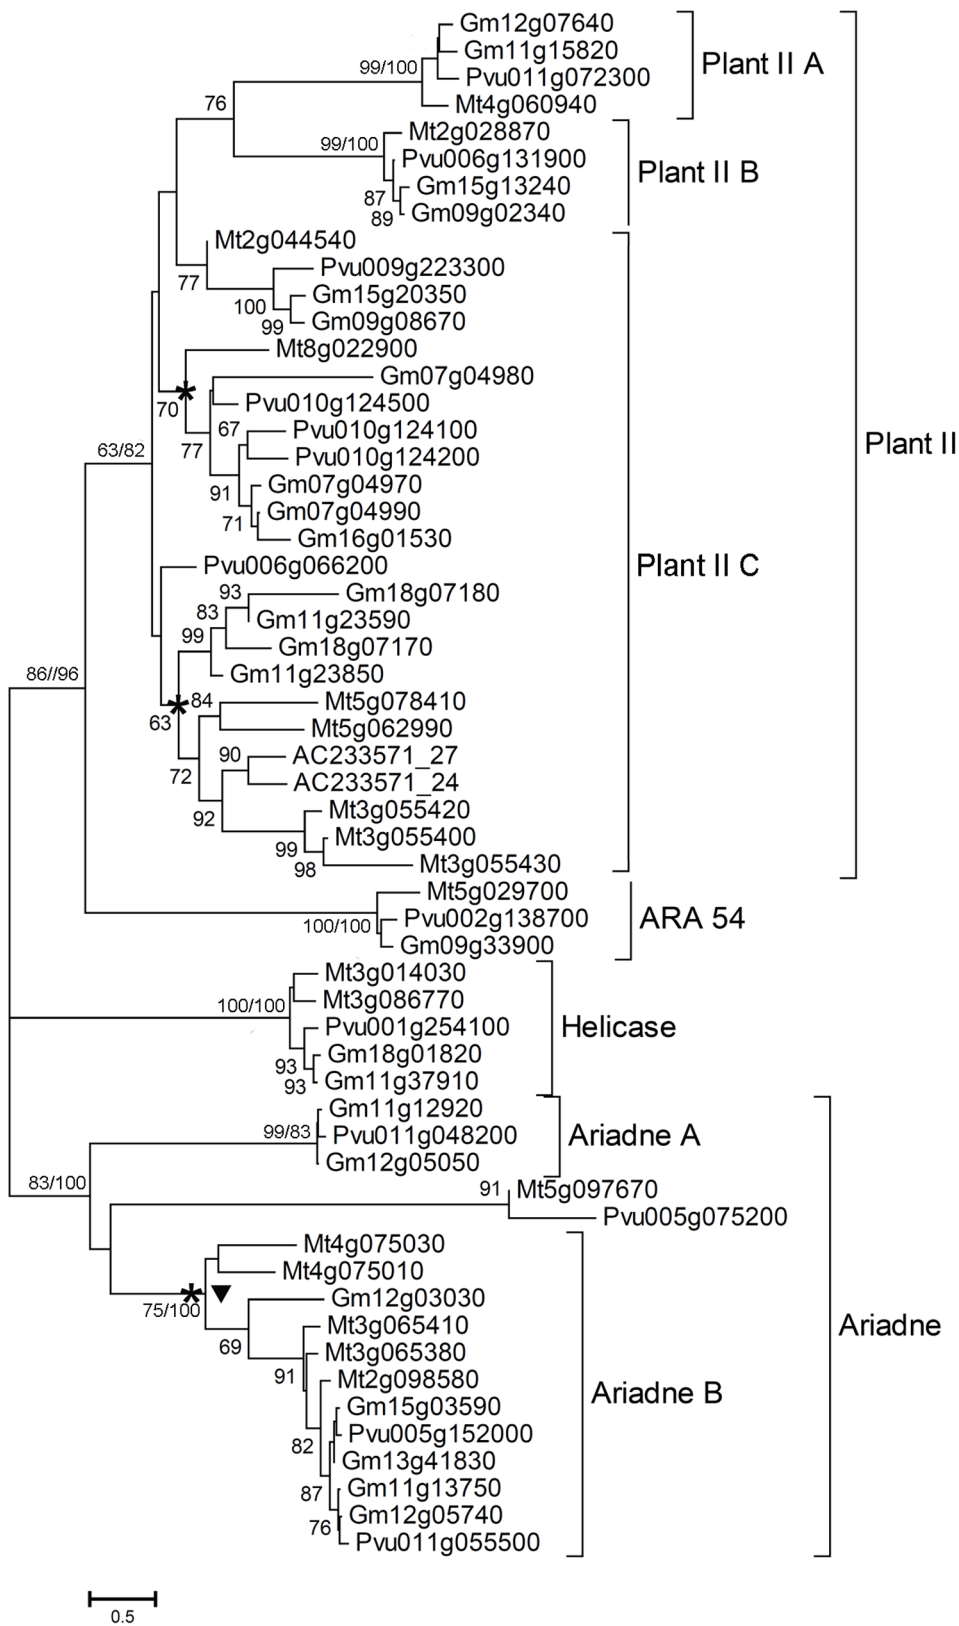 Gm12g07640
Gm11g15820
99/100
Plant II A
Pvu011g072300
76
Mt4g060940
Mt2g028870
99/100
Pvu006g131900
Plant II B
Gm15g13240
87
Gm09g02340
89
Mt2g044540
Pvu009g223300
77
Gm15g20350
100
Gm09g08670
99
Mt8g022900
Gm07g04980
Pvu010g124500
70
67
Pvu010g124100
77
Plant II
63/82
Pvu010g124200
Gm07g04970
91
Gm07g04990
71
Gm16g01530
Pvu006g066200
Plant II C
93
Gm18g07180
83
Gm11g23590
99
Gm18g07170
86//96
Gm11g23850
*
84
Mt5g078410
63
Mt5g062990
90
AC233571_27
72
AC233571_24
Mt3g055420
92
Mt3g055400
99
98
Mt3g055430
Mt5g029700
100/100
Pvu002g138700
ARA 54
Gm09g33900
Mt3g014030
100/100
Mt3g086770
Pvu001g254100
Helicase
Gm18g01820
93
Gm11g37910
93
Gm11g12920
99/83
Pvu011g048200
Ariadne A
Gm12g05050
83/100
91
Mt5g097670
Pvu005g075200
Mt4g075030
Mt4g075010
*
75/100
Gm12g03030
Mt3g065410
Ariadne
69
Mt3g065380
91
Mt2g098580
Ariadne B
Gm15g03590
Pvu005g152000
82
Gm13g41830
Gm11g13750
87
Gm12g05740
76
Pvu011g055500
0.5